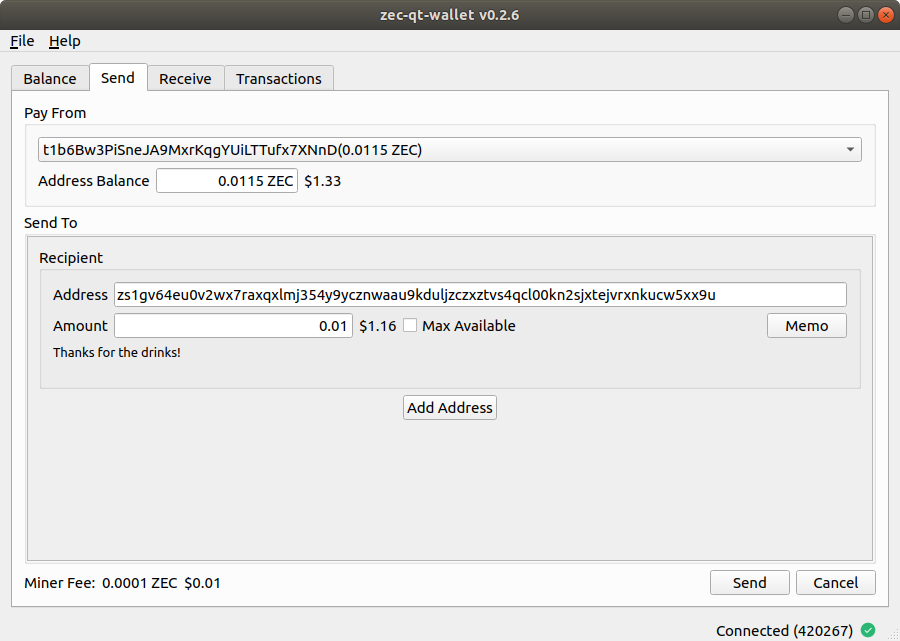 zec-qt-wallet v0.2.6
File Help
Balance Send Receive Transactions
Pay From
t1b6Bw3PiSneJA9MxrKqgYUiLTTufx7XNnD(0.0115 ZEC)
Address Balance 0.0115 ZEC $1.33
Send To
Recipient
Address zs1gv64eu0v2wx7raxqxlmj354y9ycznwaau9kduljzczxztvs4qcl00kn2sjxtejvrxnkucw5xx9u
Amount 0.01 $1.16 Max Available Memo
Thanks for the drinks!
Add Address
Miner Fee: 0.0001 ZEC $0.01 Send Cancel
Connected (420267)